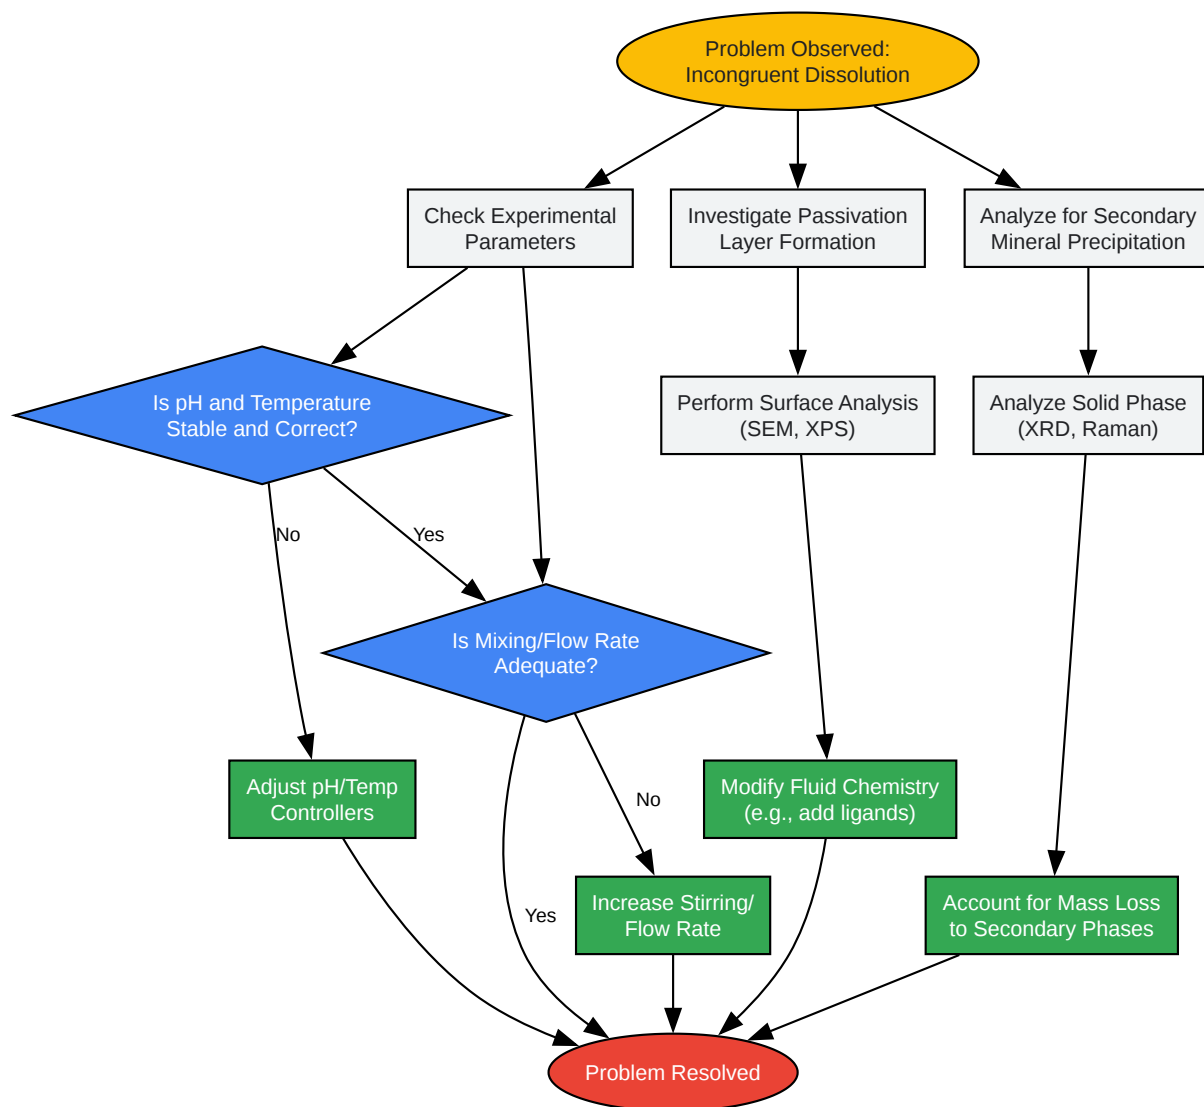 Problem Observed:
Incongruent Dissolution
Check Experimental
Parameters
Investigate Passivation
Layer Formation
Analyze for Secondary
Mineral Precipitation
Is pH and Temperature
Stable and Correct?
Perform Surface Analysis
(SEM, XPS)
Analyze Solid Phase
(XRD, Raman)
No
Yes
Is Mixing/Flow Rate
Adequate?
Adjust pH/Temp
Controllers
No
Modify Fluid Chemistry
(e.g., add ligands)
Yes
Increase Stirring/
Flow Rate
Account for Mass Loss
to Secondary Phases
Problem Resolved